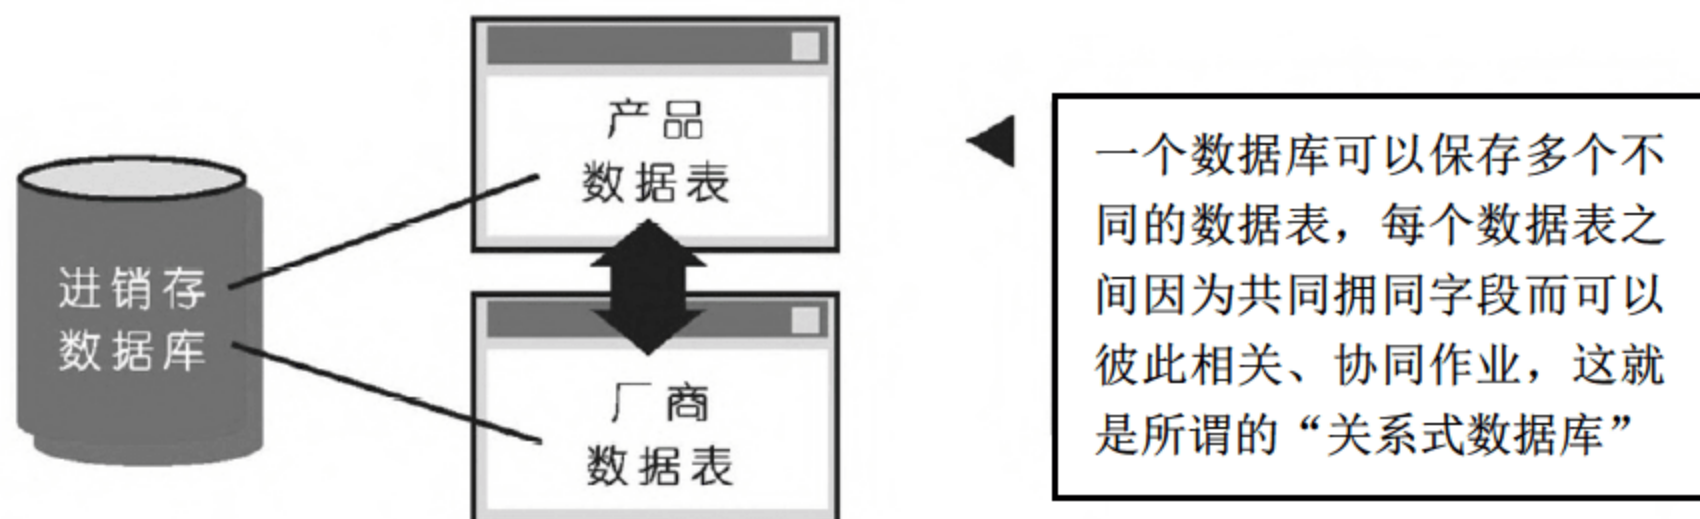 进销存
数据库
产品
数据表
厂商
数据表
一个数据库可以保存多个不
同的数据表，每个数据表之
间因为共同拥同字段而可以
彼此相关、协同作业，这就
是所谓的“关系式数据库”